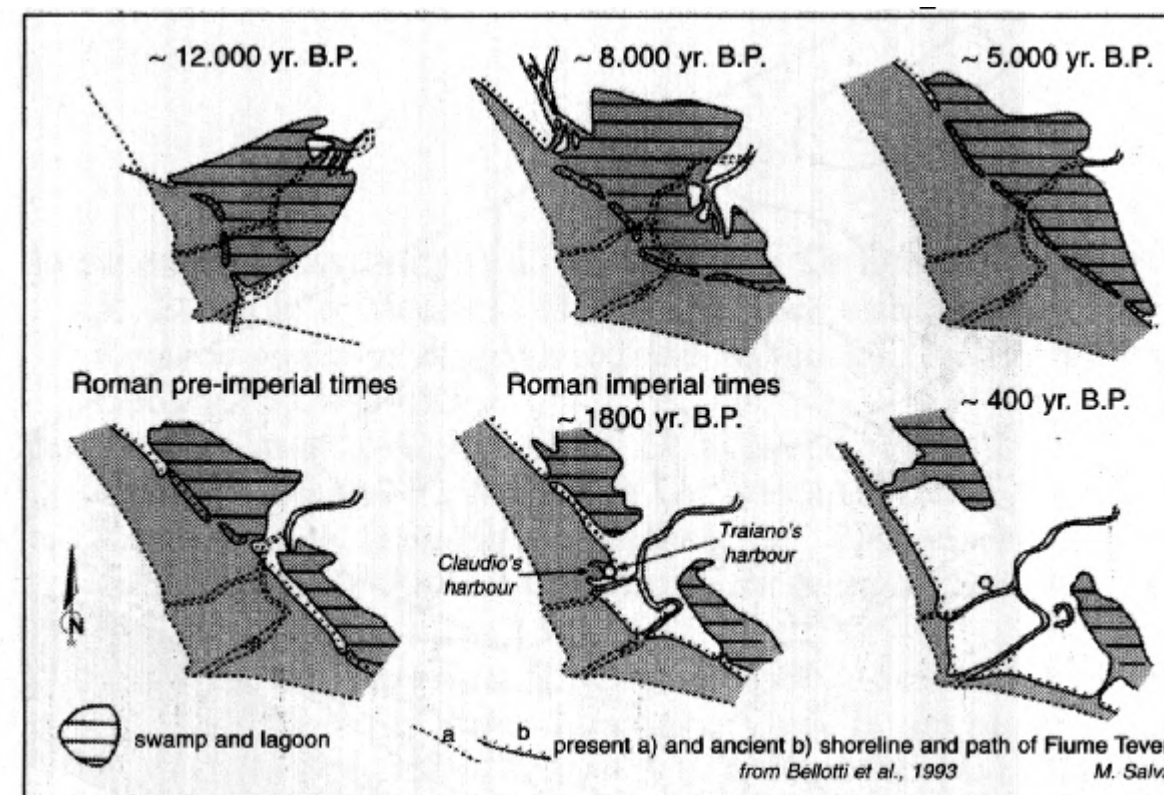 ~ 12.000 yr. B.P.
~ 8.000 yr. B.P.
~ 5.000 yr. B.P.
Roman pre-imperial times
Roman imperial times
~ 1800 yr. B.P.
~ 400 yr. B.P.
Claudio's
harbour
Traiano's
harbour
N
swamp and lagoon
a
b
present a) and ancient b) shoreline and path of Fiume Tever
from Bellotti et al., 1993
M. Salv